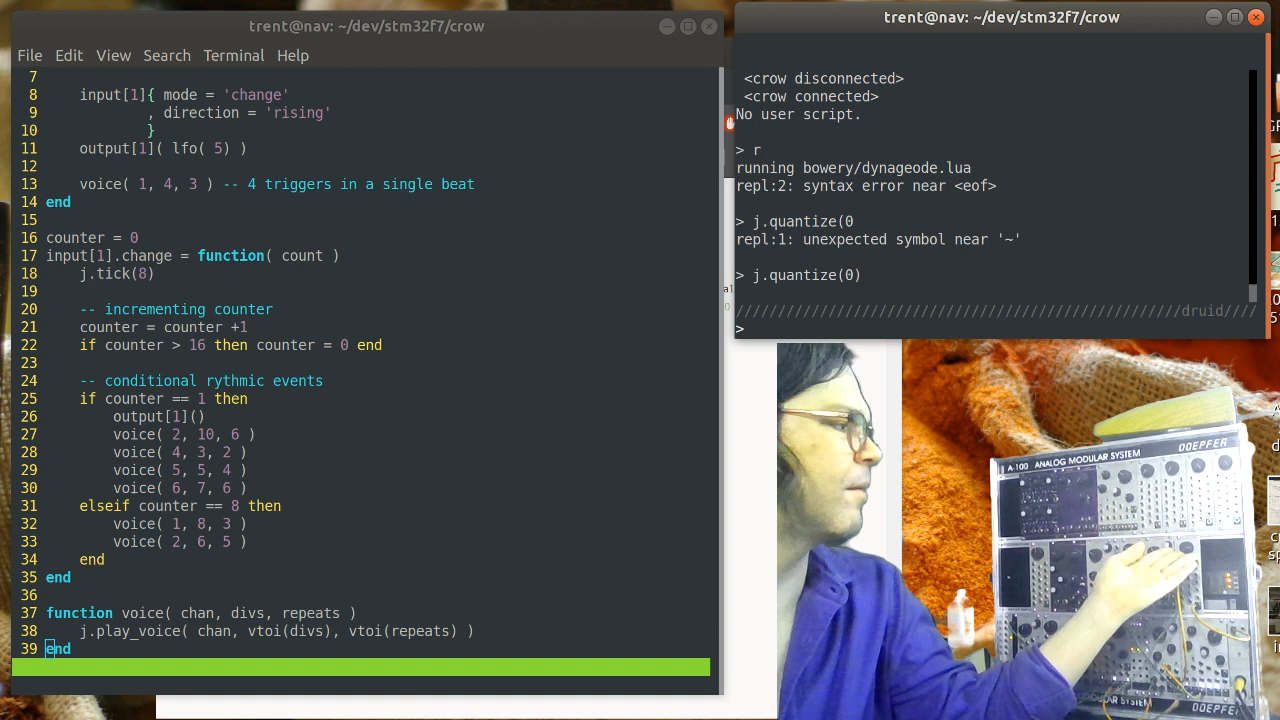 trent@nav: ~/dev/stm32f7/crow
File Edit View Search Terminal Help
7
8 input[1]{ mode = 'change'
9 , direction = 'rising'
10 }
11 output[1]( lfo( 5) )
12
13 voice( 1, 4, 3 ) -- 4 triggers in a single beat
14 end
15
16 counter = 0
17 input[1].change = function( count )
18 j.tick(8)
19
20 -- incrementing counter
21 counter = counter +1
22 if counter > 16 then counter = 0 end
23
24 -- conditional rythmic events
25 if counter == 1 then
26 output[1]()
27 voice( 2, 10, 6 )
28 voice( 4, 3, 2 )
29 voice( 5, 5, 4 )
30 voice( 6, 7, 6 )
31 elseif counter == 8 then
32 voice( 1, 8, 3 )
33 voice( 2, 6, 5 )
34 end
35 end
36
37 function voice( chan, divs, repeats )
38 j.play_voice( chan, vtoi(divs), vtoi(repeats) )
39 end
trent@nav: ~/dev/stm32f7/crow
<crow disconnected>
<crow connected>
No user script.
> r
running bowery/dynageode.lua
repl:2: syntax error near <eof>
> j.quantize(0
repl:1: unexpected symbol near '~'
> j.quantize(0)
/////////////////////////////////////////////////////druid////
>
A-100 ANALOG MODULAR SYSTEM DOEPFER
MODULAR SYSTEM DOEPFER